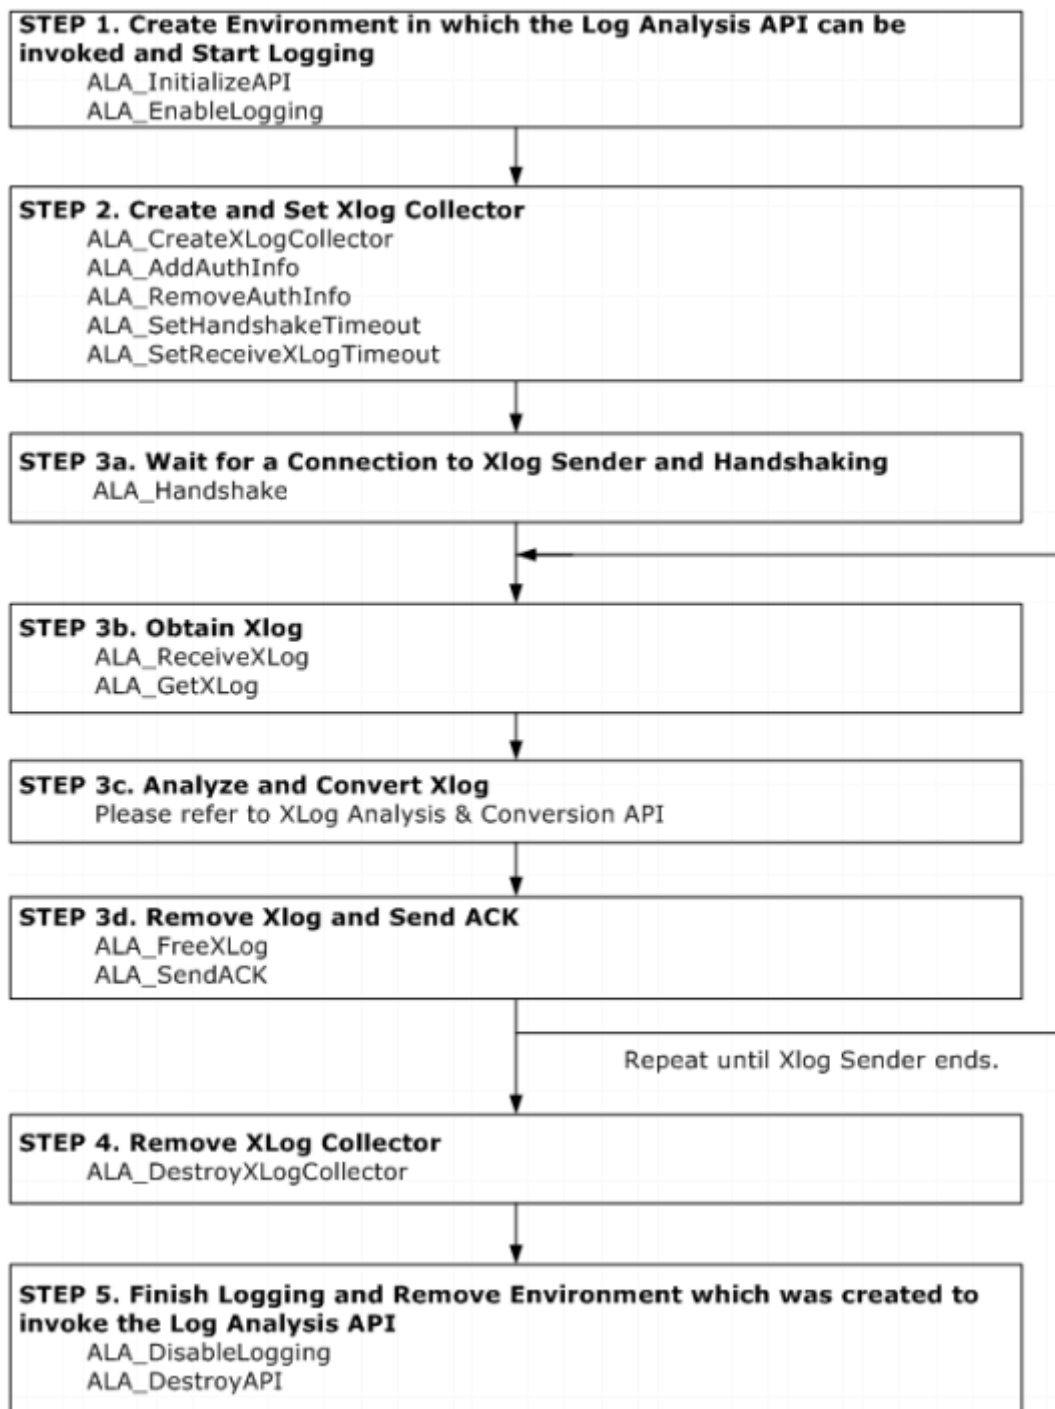 STEP 1. Create Environment in which the Log Analysis API can be
invoked and Start Logging
ALA_InitializeAPI
ALA_EnableLogging
STEP 2. Create and Set Xlog Collector
ALA_CreateXLogCollector
ALA_AddAuthInfo
ALA_RemoveAuthInfo
ALA_SetHandshakeTimeout
ALA_SetReceiveXLogTimeout
STEP 3a. Wait for a Connection to Xlog Sender and Handshaking
ALA_Handshake
STEP 3b. Obtain Xlog
ALA_ReceiveXLog
ALA_GetXLog
STEP 3c. Analyze and Convert Xlog
Please refer to XLog Analysis & Conversion API
STEP 3d. Remove Xlog and Send ACK
ALA_FreeXLog
ALA_SendACK
Repeat until Xlog Sender ends.
STEP 4. Remove XLog Collector
ALA_DestroyXLogCollector
STEP 5. Finish Logging and Remove Environment which was created to
invoke the Log Analysis API
ALA_DisableLogging
ALA_DestroyAPI